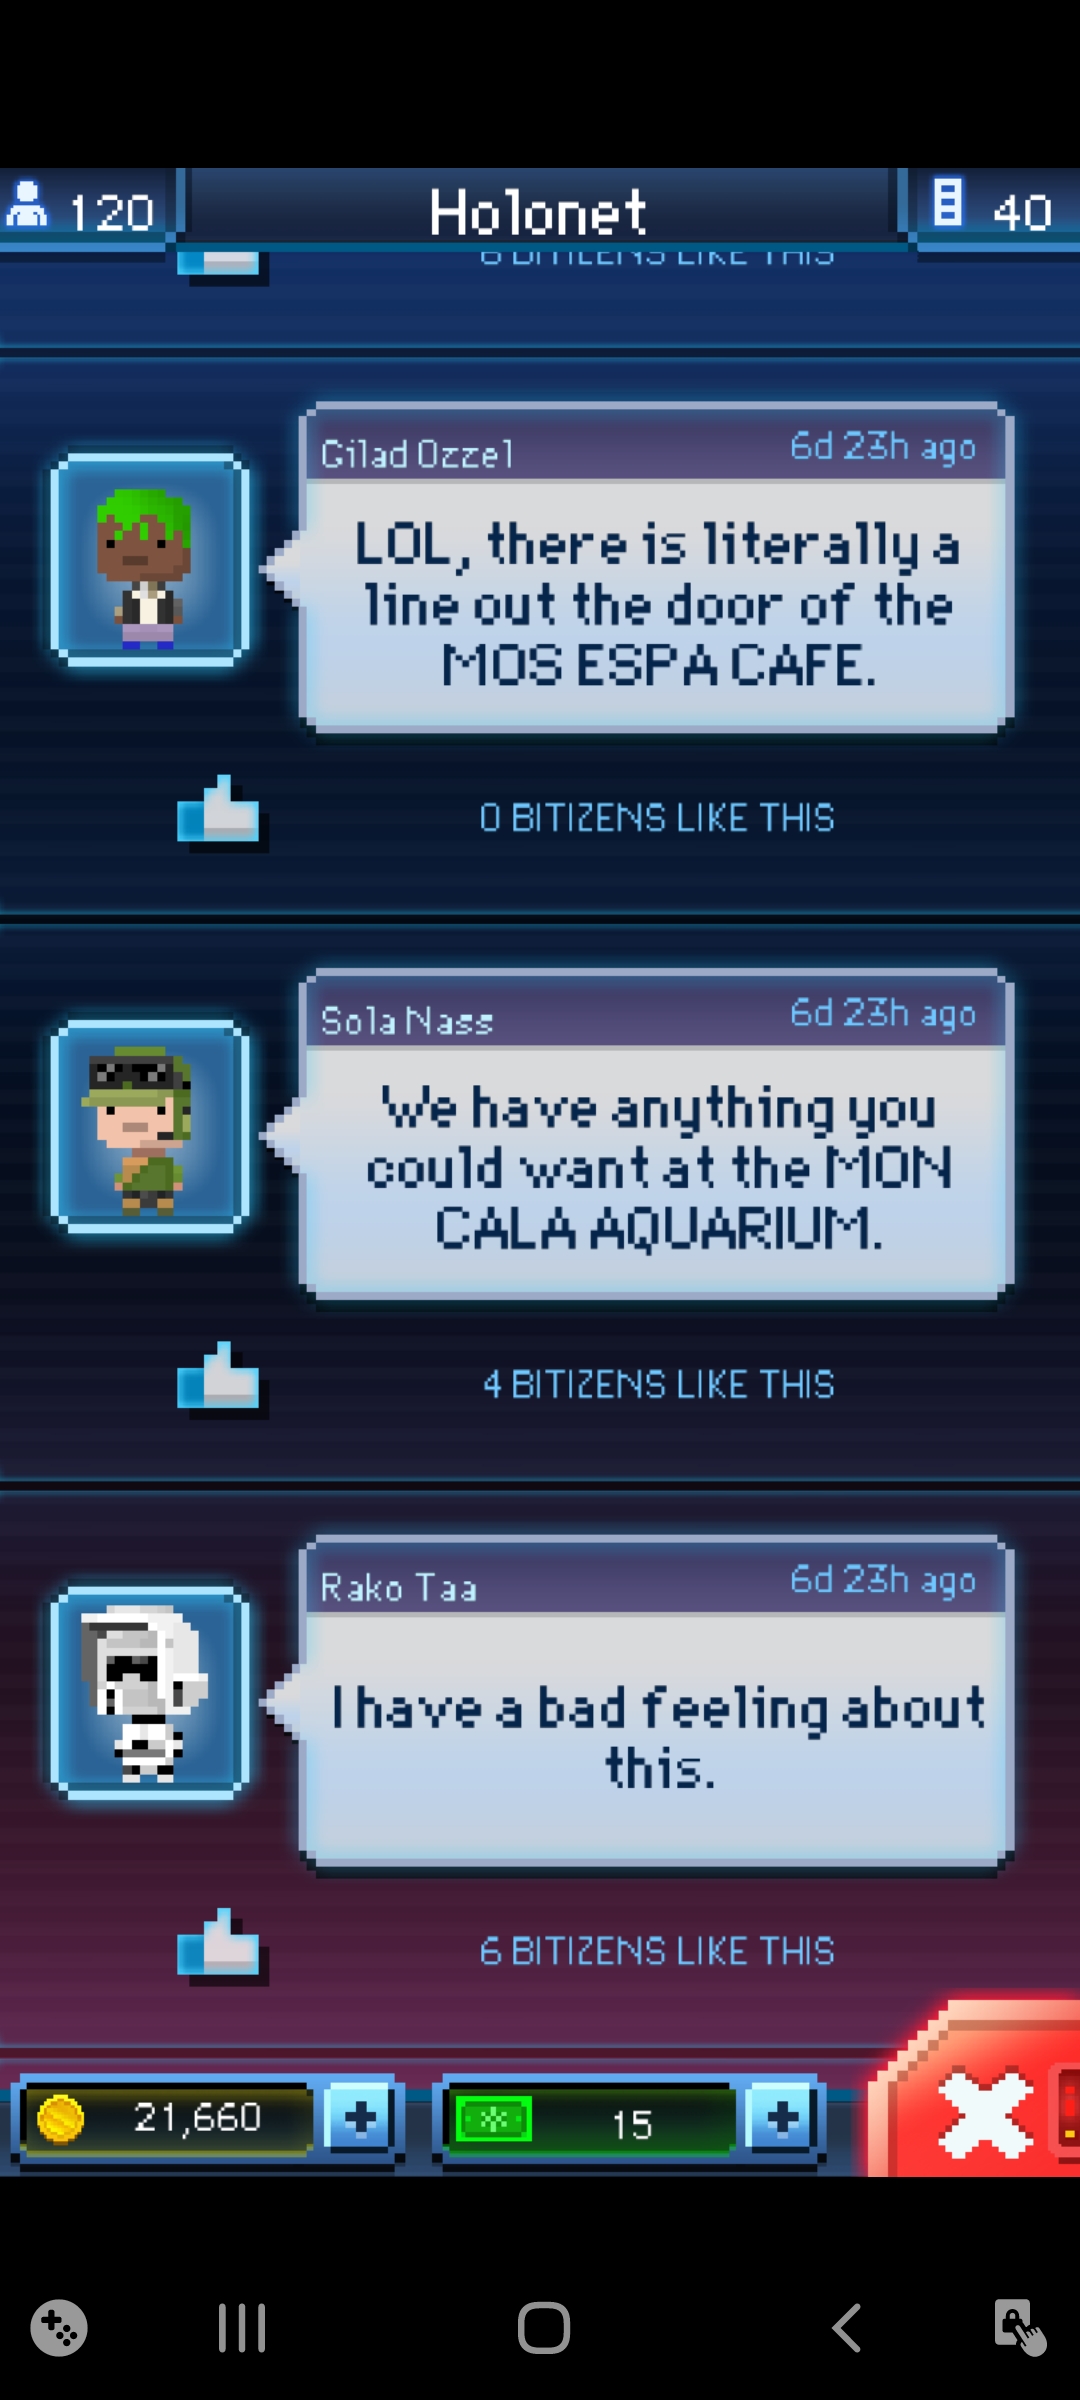 120
Holonet
40
6 BITIZENS LIKE THIS
Gilad Ozzel
6d 23h ago
LOL, there is literally a
line out the door of the
MOS ESPA CAFE.
0 BITIZENS LIKE THIS
Sola Nass
6d 23h ago
We have anything you
could want at the MON
CALA AQUARIUM.
4 BITIZENS LIKE THIS
Rako Taa
6d 23h ago
I have a bad feeling about
this.
6 BITIZENS LIKE THIS
21,660
15